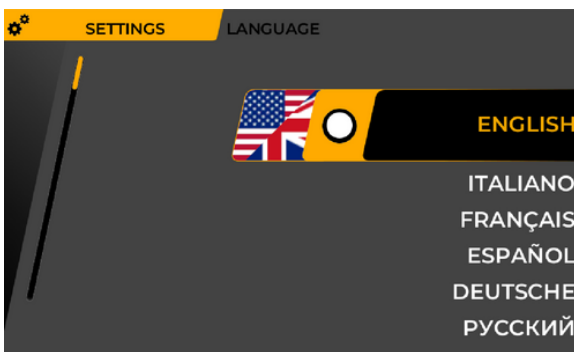 SETTINGS LANGUAGE
ENGLISH
ITALIANO
FRANÇAIS
ESPAÑOL
DEUTSCHE
РУССКИЙ